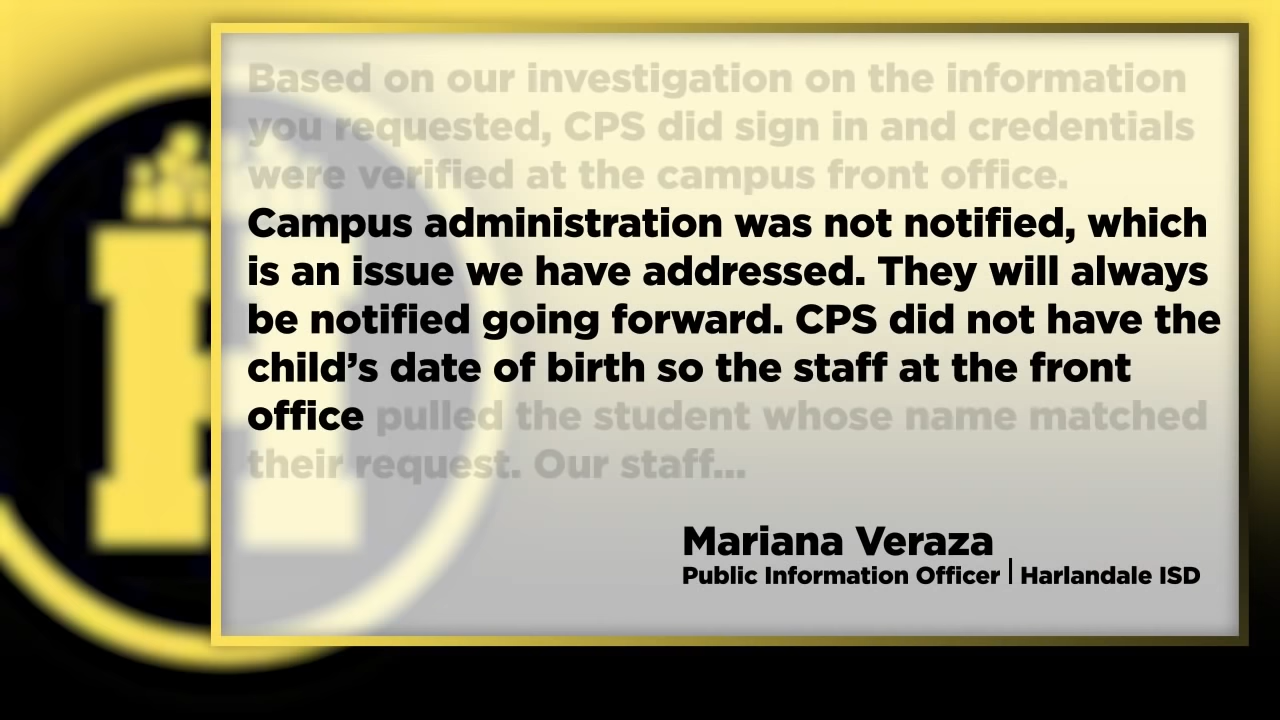 Based on our investigation on the information
you requested, CPS did sign in and credentials
were verified at the campus front office.
Campus administration was not notified, which
is an issue we have addressed. They will always
be notified going forward. CPS did not have the
child’s date of birth so the staff at the front
office pulled the student whose name matched
their request. Our staff...
Mariana Veraza
Public Information Officer | Harlandale ISD